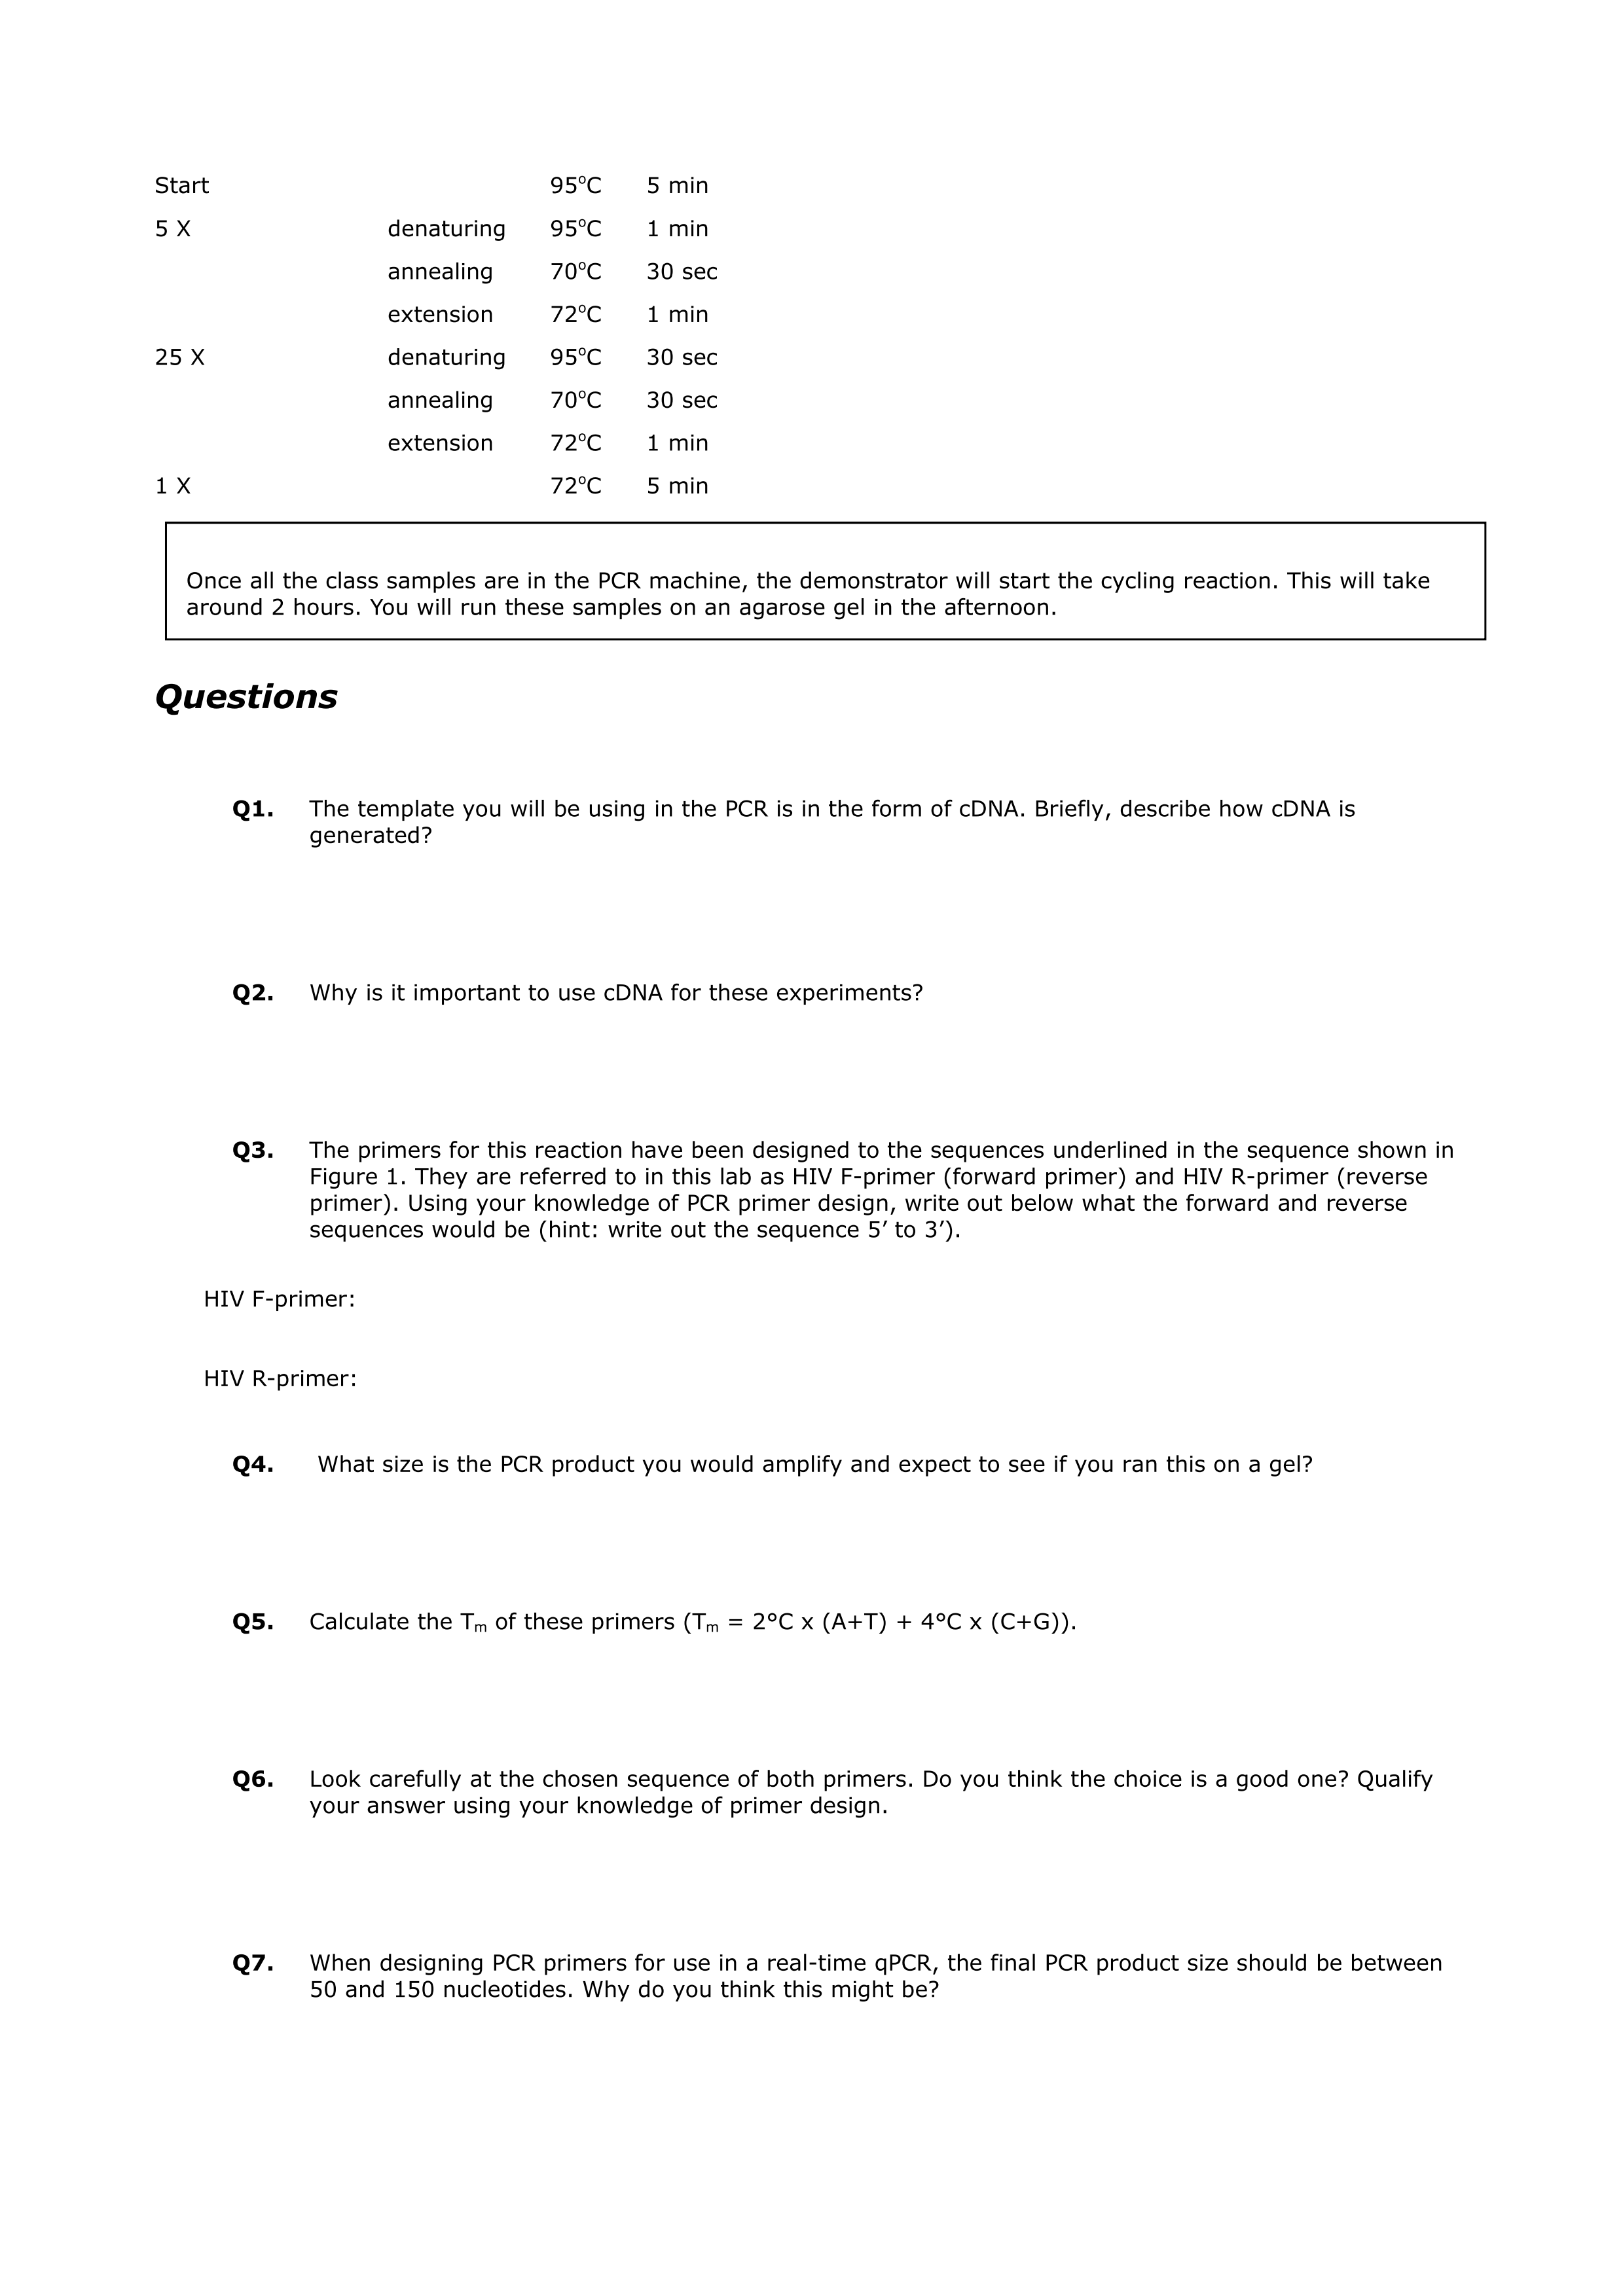 Start 95°C 5 min
5 X denaturing 95°C 1 min
annealing 70°C 30 sec
extension 72°C 1 min
25 X denaturing 95°C 30 sec
annealing 70°C 30 sec
extension 72°C 1 min
1 X 72°C 5 min
Once all the class samples are in the PCR machine, the demonstrator will start the cycling reaction. This will take
around 2 hours. You will run these samples on an agarose gel in the afternoon.
Questions
Q1. The template you will be using in the PCR is in the form of cDNA. Briefly, describe how cDNA is
generated?
Q2. Why is it important to use cDNA for these experiments?
Q3. The primers for this reaction have been designed to the sequences underlined in the sequence shown in
Figure 1. They are referred to in this lab as HIV F-primer (forward primer) and HIV R-primer (reverse
primer). Using your knowledge of PCR primer design, write out below what the forward and reverse
sequences would be (hint: write out the sequence 5’ to 3’).
HIV F-primer:
HIV R-primer:
Q4. What size is the PCR product you would amplify and expect to see if you ran this on a gel?
Q5. Calculate the Tm of these primers (Tm = 2°C x (A+T) + 4°C x (C+G)).
Q6. Look carefully at the chosen sequence of both primers. Do you think the choice is a good one? Qualify
your answer using your knowledge of primer design.
Q7. When designing PCR primers for use in a real-time qPCR, the final PCR product size should be between
50 and 150 nucleotides. Why do you think this might be?